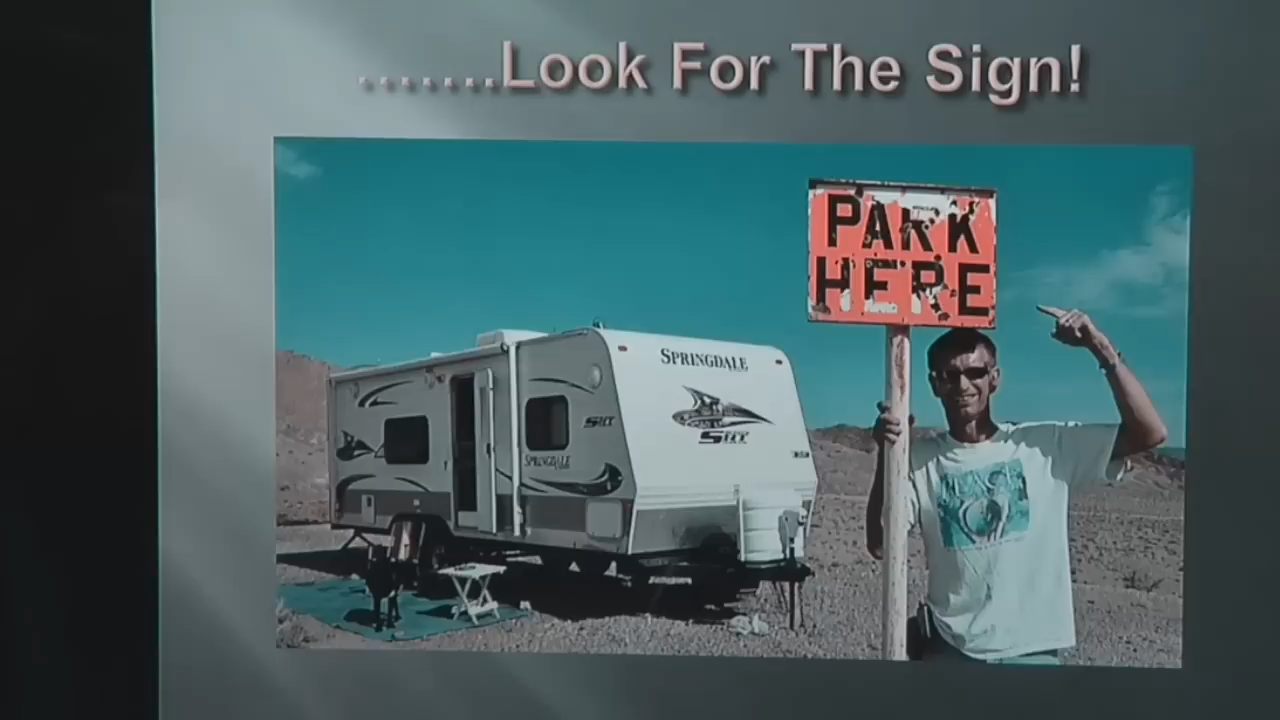 .......Look For The Sign!
PARK
HERE
SPRINGDALE
SPRINGDALE